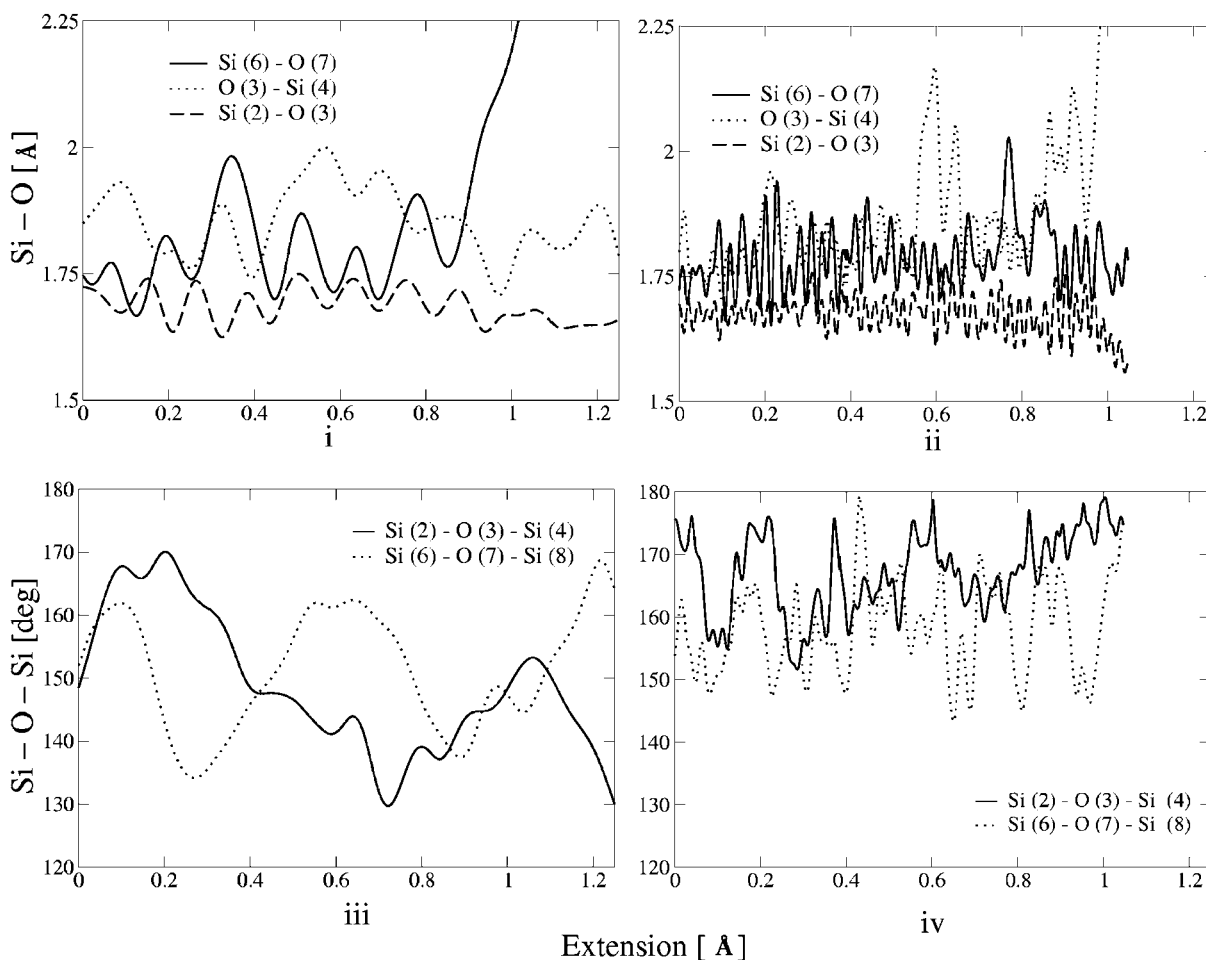 2.25
2
1.75
1.5
Si – O [ Å]
Si (6) - O (7)
O (3) - Si (4)
Si (2) - O (3)
0 0.2 0.4 0.6 0.8 1 1.2
i
2.25
2
1.75
1.5
Si (6) - O (7)
O (3) - Si (4)
Si (2) - O (3)
0 0.2 0.4 0.6 0.8 1 1.2
ii
180
170
160
150
140
130
120
Si – O – Si [deg]
Si (2) - O (3) - Si (4)
Si (6) - O (7) - Si (8)
0 0.2 0.4 0.6 0.8 1 1.2
iii
180
170
160
150
140
130
120
Si (2) - O (3) - Si (4)
Si (6) - O (7) - Si (8)
0 0.2 0.4 0.6 0.8 1 1.2
iv
Extension [ Å]